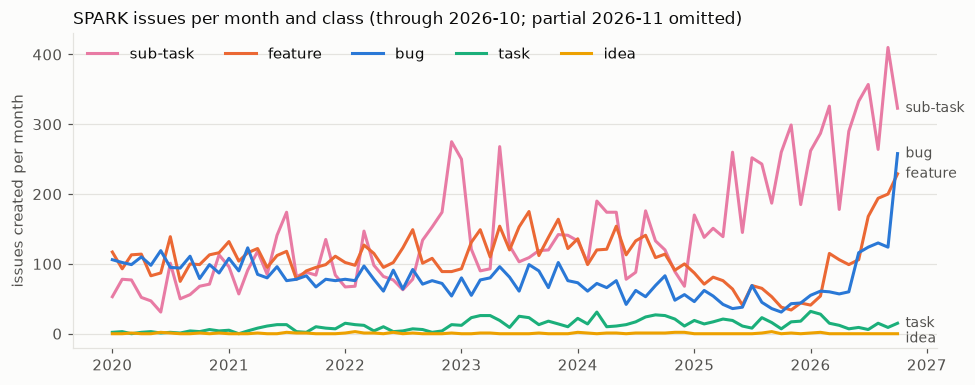 SPARK issues per month and class (through 2026-10; partial 2026-11 omitted)
sub-task feature bug task idea
issues created per month
400
300
200
100
0
sub-task
bug
feature
task
idea
2020 2021 2022 2023 2024 2025 2026 2027